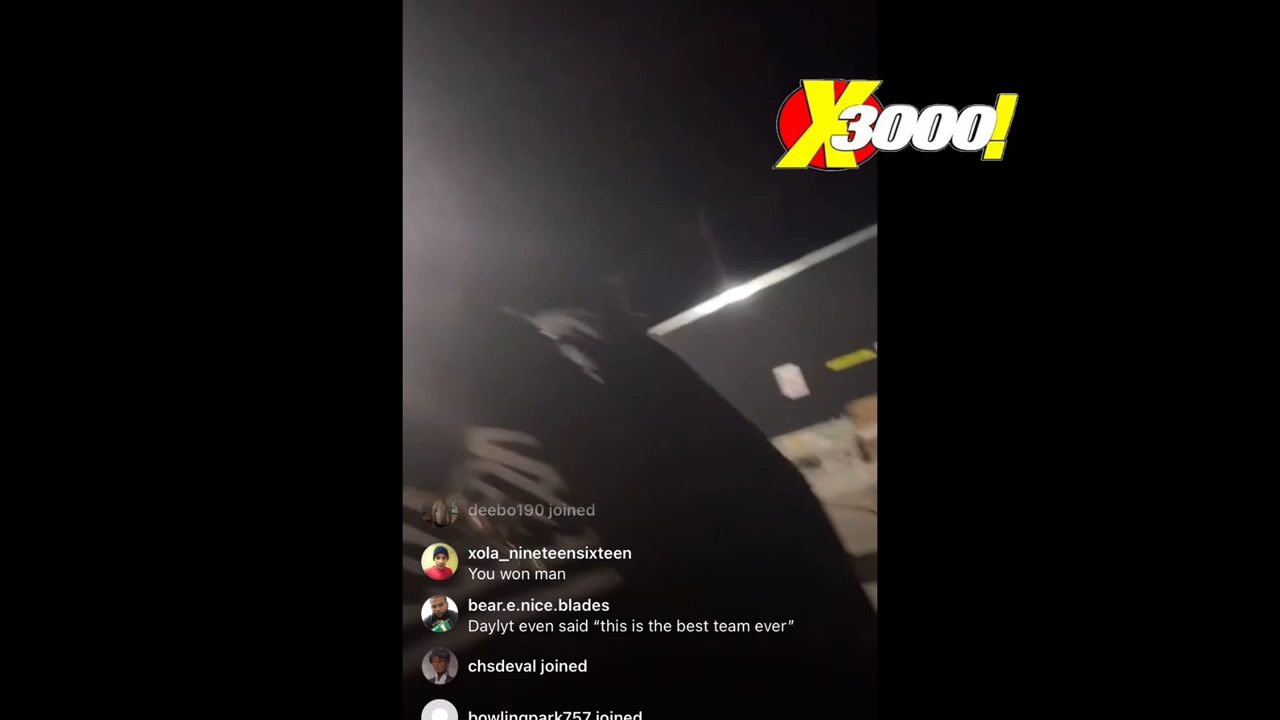 X3000!
deebo190 joined
xola_nineteensixteen
You won man
bear.e.nice.blades
Daylyt even said “this is the best team ever”
chsdeval joined
bowlingpark757 joined